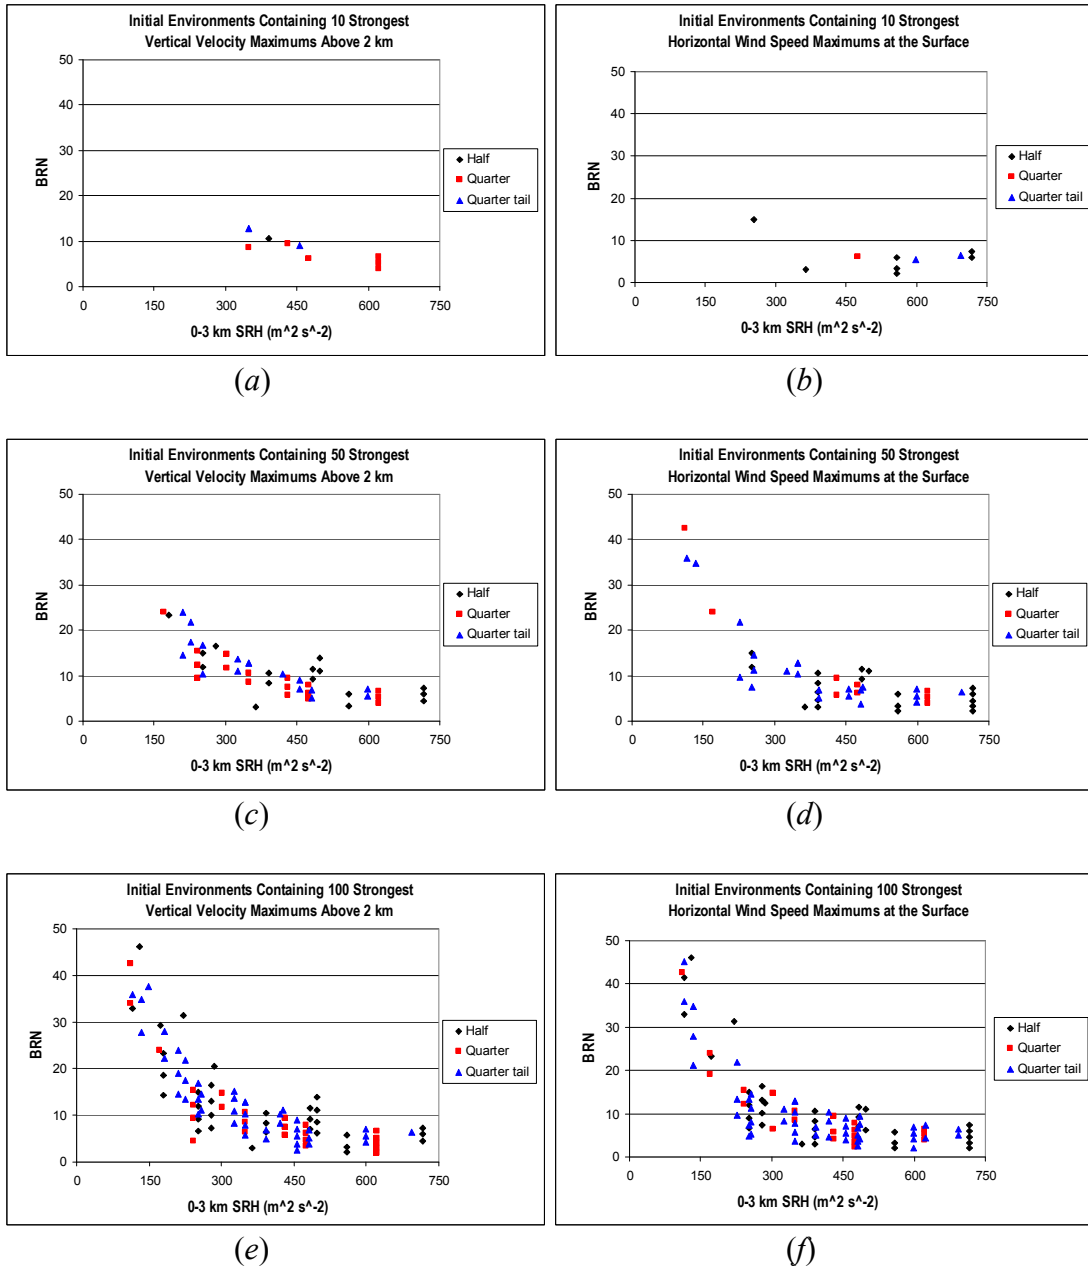 Initial Environments Containing 10 Strongest
Vertical Velocity Maximums Above 2 km
50
40
30
20
10
0
BRN
0 150 300 450 600 750
0-3 km SRH (m^2 s^-2)
Half
Quarter
Quarter tail
(a)
Initial Environments Containing 10 Strongest
Horizontal Wind Speed Maximums at the Surface
50
40
30
20
10
0
BRN
0 150 300 450 600 750
0-3 km SRH (m^2 s^-2)
Half
Quarter
Quarter tail
(b)
Initial Environments Containing 50 Strongest
Vertical Velocity Maximums Above 2 km
50
40
30
20
10
0
BRN
0 150 300 450 600 750
0-3 km SRH (m^2 s^-2)
Half
Quarter
Quarter tail
(c)
Initial Environments Containing 50 Strongest
Horizontal Wind Speed Maximums at the Surface
50
40
30
20
10
0
BRN
0 150 300 450 600 750
0-3 km SRH (m^2 s^-2)
Half
Quarter
Quarter tail
(d)
Initial Environments Containing 100 Strongest
Vertical Velocity Maximums Above 2 km
50
40
30
20
10
0
BRN
0 150 300 450 600 750
0-3 km SRH (m^2 s^-2)
Half
Quarter
Quarter tail
(e)
Initial Environments Containing 100 Strongest
Horizontal Wind Speed Maximums at the Surface
50
40
30
20
10
0
BRN
0 150 300 450 600 750
0-3 km SRH (m^2 s^-2)
Half
Quarter
Quarter tail
(f)